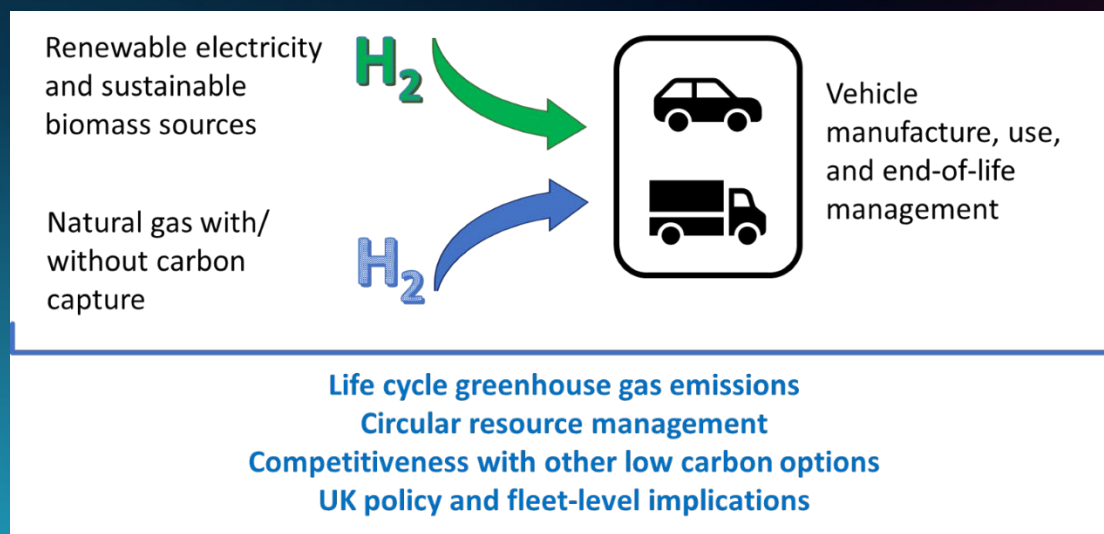 Renewable electricity
and sustainable
biomass sources
H2
Natural gas with/
without carbon
capture
H2
Vehicle
manufacture, use,
and end-of-life
management
Life cycle greenhouse gas emissions
Circular resource management
Competitiveness with other low carbon options
UK policy and fleet-level implications